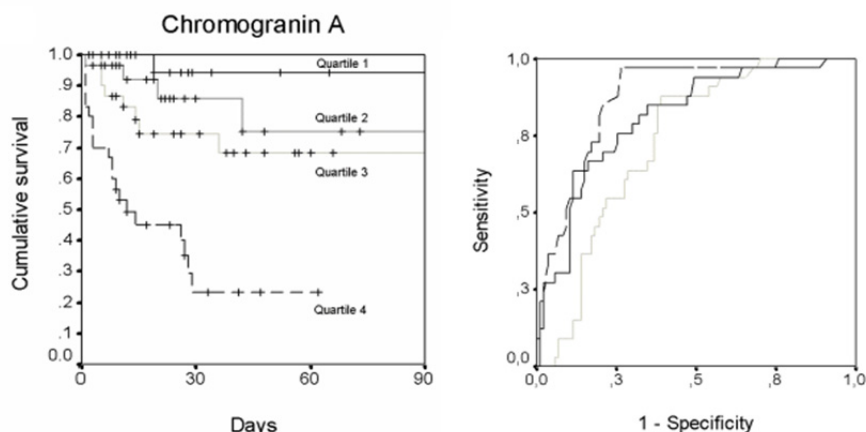 Chromogranin A
Cumulative survival
1.0
.9
.8
.7
.6
.5
.4
.3
.2
.1
0.0
Quartile 1
Quartile 2
Quartile 3
Quartile 4
0 30 60 90
Days
Sensitivity
1,0
,8
,5
,3
0,0
0,0 ,3 ,5 ,8 1,0
1 - Specificity